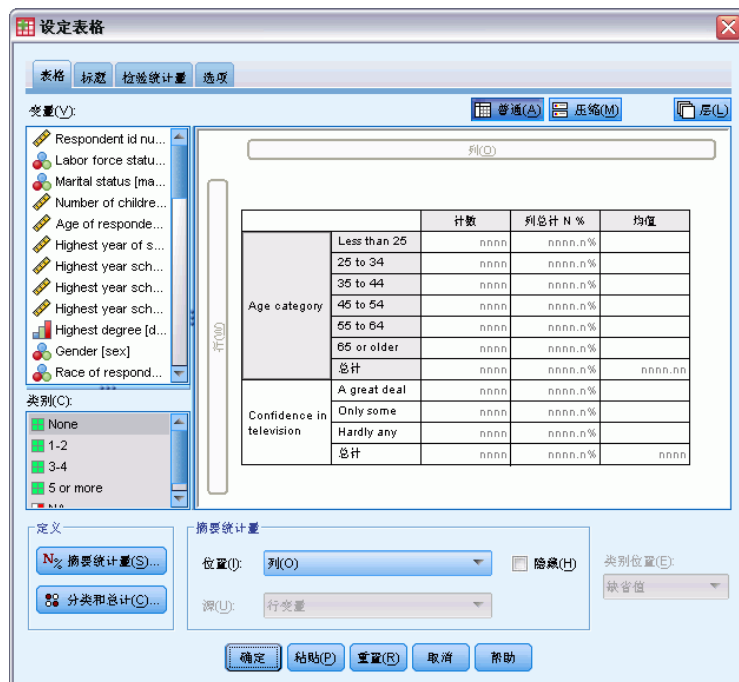 设定表格
表格 标题 检验统计量 选项
变量(V):
普通(A) 压缩(M) 层(L)
Respondent id nu...
Labor force statu...
Marital status [ma...
Number of childre...
Age of responde...
Highest year of s...
Highest year sch...
Highest year sch...
Highest year sch...
Highest degree [d...
Gender [sex]
Race of respond...
类别(C):
None
1-2
3-4
5 or more
列(O)
行(W)
计数 列总计 N % 均值
Age category
Less than 25 nnnn nnnn.n%
25 to 34 nnnn nnnn.n%
35 to 44 nnnn nnnn.n%
45 to 54 nnnn nnnn.n%
55 to 64 nnnn nnnn.n%
65 or older nnnn nnnn.n%
总计 nnnn nnnn.n% nnnn.nn
Confidence in
television
A great deal nnnn nnnn.n%
Only some nnnn nnnn.n%
Hardly any nnnn nnnn.n%
总计 nnnn nnnn.n% nnnn
定义
N% 摘要统计量(S)...
分类和总计(C)...
摘要统计量
位置(I): 列(O) 隐藏(H)
源(U): 行变量
类别位置(E):
缺省值
确定 粘贴(P) 重置(R) 取消 帮助